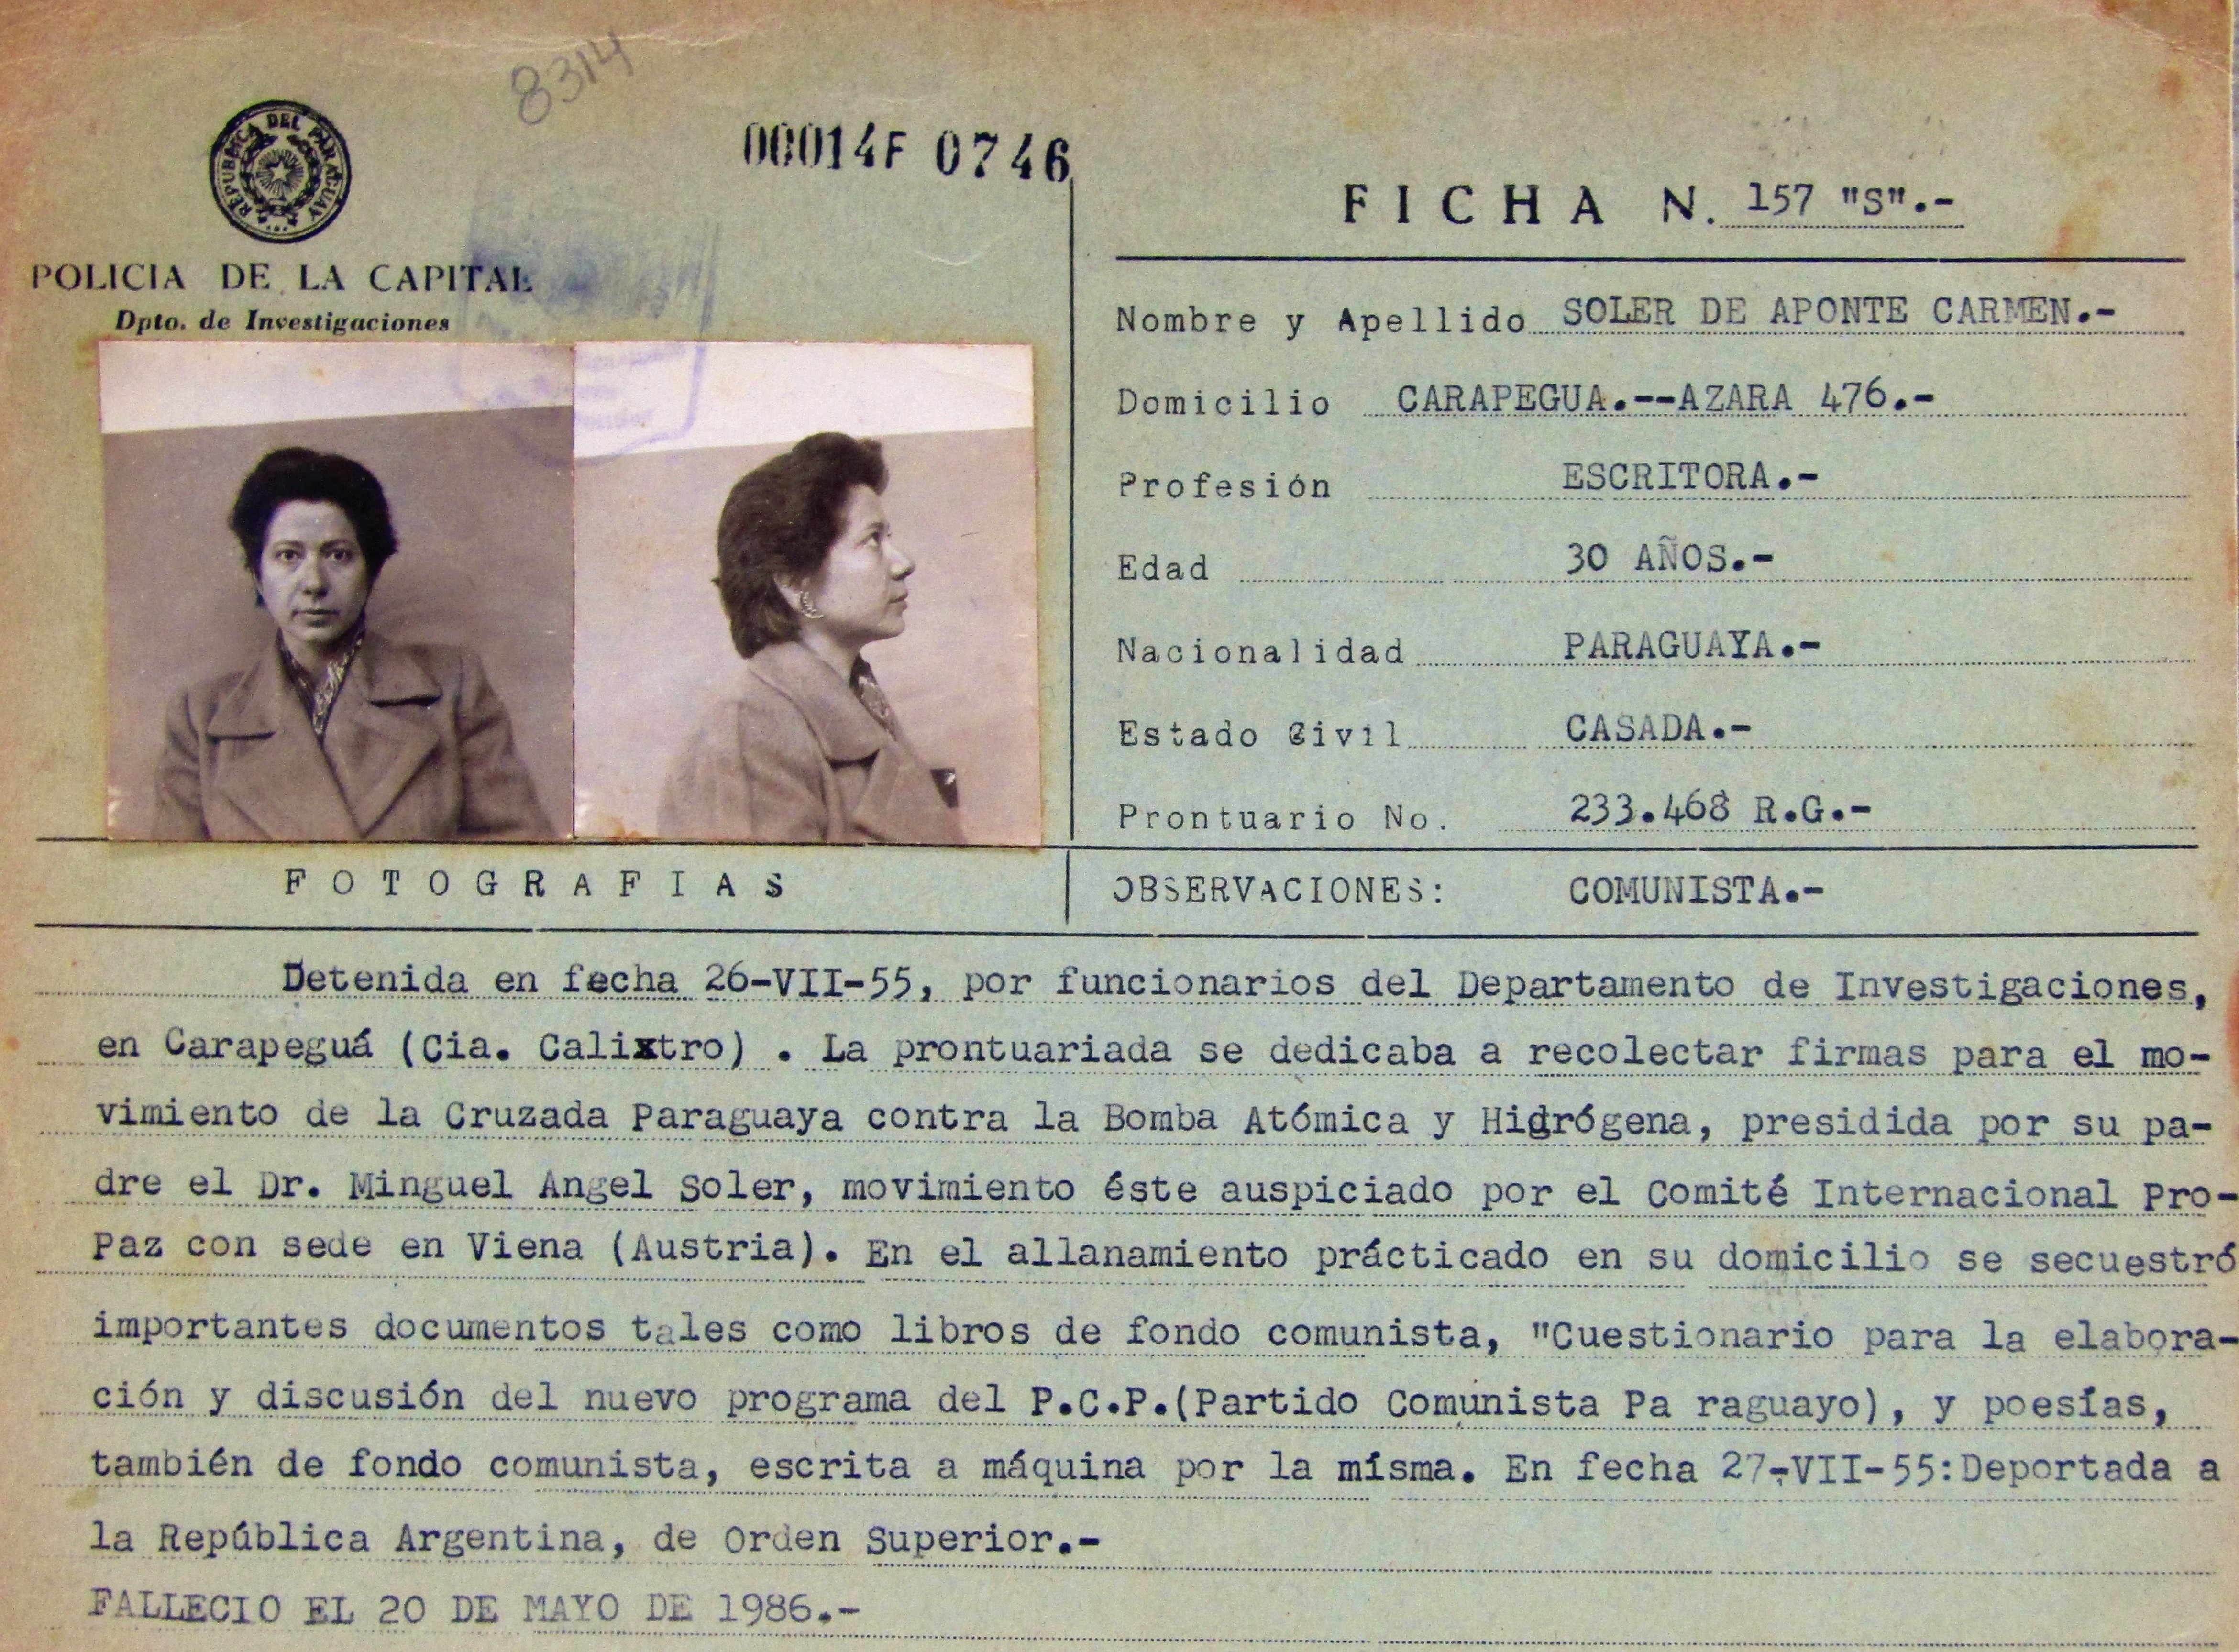 8314
00014F 0746
REPUBLICA DEL PARAGUAY
POLICIA DE LA CAPITAL
Dpto. de Investigaciones
FICHA N. 157 "S".-
Nombre y Apellido SOLER DE APONTE CARMEN.-
Domicilio CARAPEGUA.--AZARA 476.-
Profesión ESCRITORA.-
Edad 30 AÑOS.-
Nacionalidad PARAGUAYA.-
Estado Civil CASADA.-
Prontuario No. 233.468 R.G.-
FOTOGRAFIAS
OBSERVACIONES: COMUNISTA.-
Detenida en fecha 26-VII-55, por funcionarios del Departamento de Investigaciones,
en Carapeguá (Cia. Calixtro) . La prontuariada se dedicaba a recolectar firmas para el mo-
vimiento de la Cruzada Paraguaya contra la Bomba Atómica y Hidrógena, presidida por su pa-
dre el Dr. Minguel Angel Soler, movimiento éste auspiciado por el Comité Internacional Pro-
Paz con sede en Viena (Austria). En el allanamiento prácticado en su domicilio se secuestró
importantes documentos tales como libros de fondo comunista, "Cuestionario para la elabora-
ción y discusión del nuevo programa del P.C.P.(Partido Comunista Pa raguayo), y poesías,
también de fondo comunista, escrita a máquina por la mísma. En fecha 27-VII-55:Deportada a
la República Argentina, de Orden Superior.-
FALLECIO EL 20 DE MAYO DE 1986.-